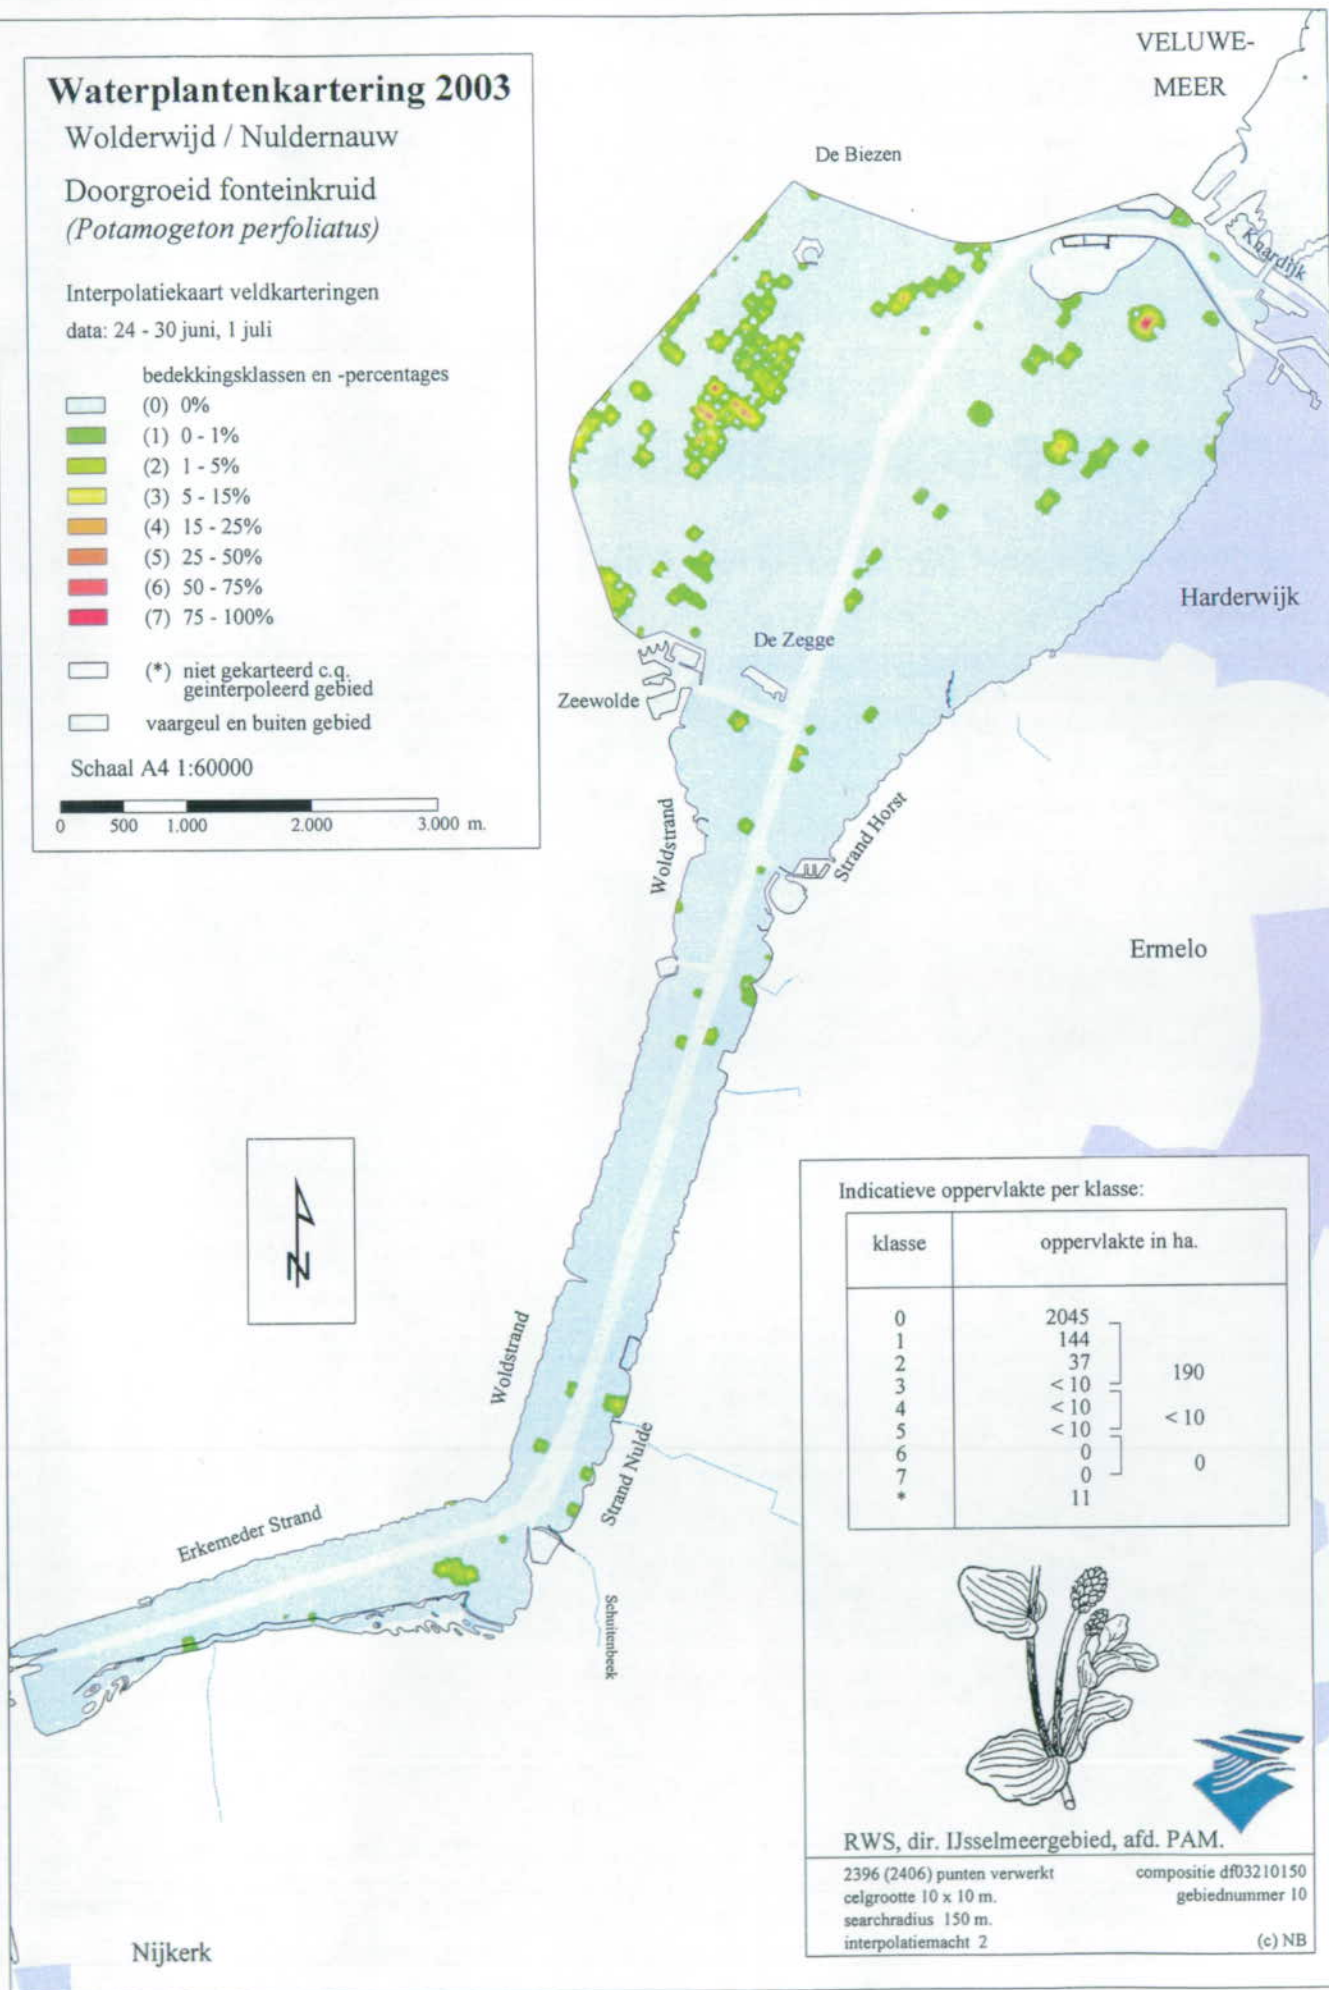 Waterplantenkartering 2003
Wolderwijd / Nuldernauw
Doorgroeid fonteinkruid
(Potamogeton perfoliatus)
Interpolatiekaart veldkarteringen
data: 24 - 30 juni, 1 juli
bedekkingsklassen en -percentages
(0) 0%
(1) 0 - 1%
(2) 1 - 5%
(3) 5 - 15%
(4) 15 - 25%
(5) 25 - 50%
(6) 50 - 75%
(7) 75 - 100%
(*) niet gekarteerd c.q.
geinterpoleerd gebied
vaargeul en buiten gebied
Schaal A4 1:60000
0 500 1.000 2.000 3.000 m.
VELUWE-
MEER
De Biezen
Knardijk
Harderwijk
De Zegge
Zeewolde
Woldstrand
Strand Horst
Ermelo
N
Woldstrand
Strand Nulde
Erkemeder Strand
Schuitenbeek
Nijkerk
Indicatieve oppervlakte per klasse:
klasse oppervlakte in ha.
0 2045
1 144
2 37
190
3 < 10
4 < 10
< 10
5 < 10
6 0
0
7 0
* 11
RWS, dir. IJsselmeergebied, afd. PAM.
2396 (2406) punten verwerkt compositie df03210150
celgrootte 10 x 10 m. gebiednummer 10
searchradius 150 m.
interpolatiemacht 2 (c) NB